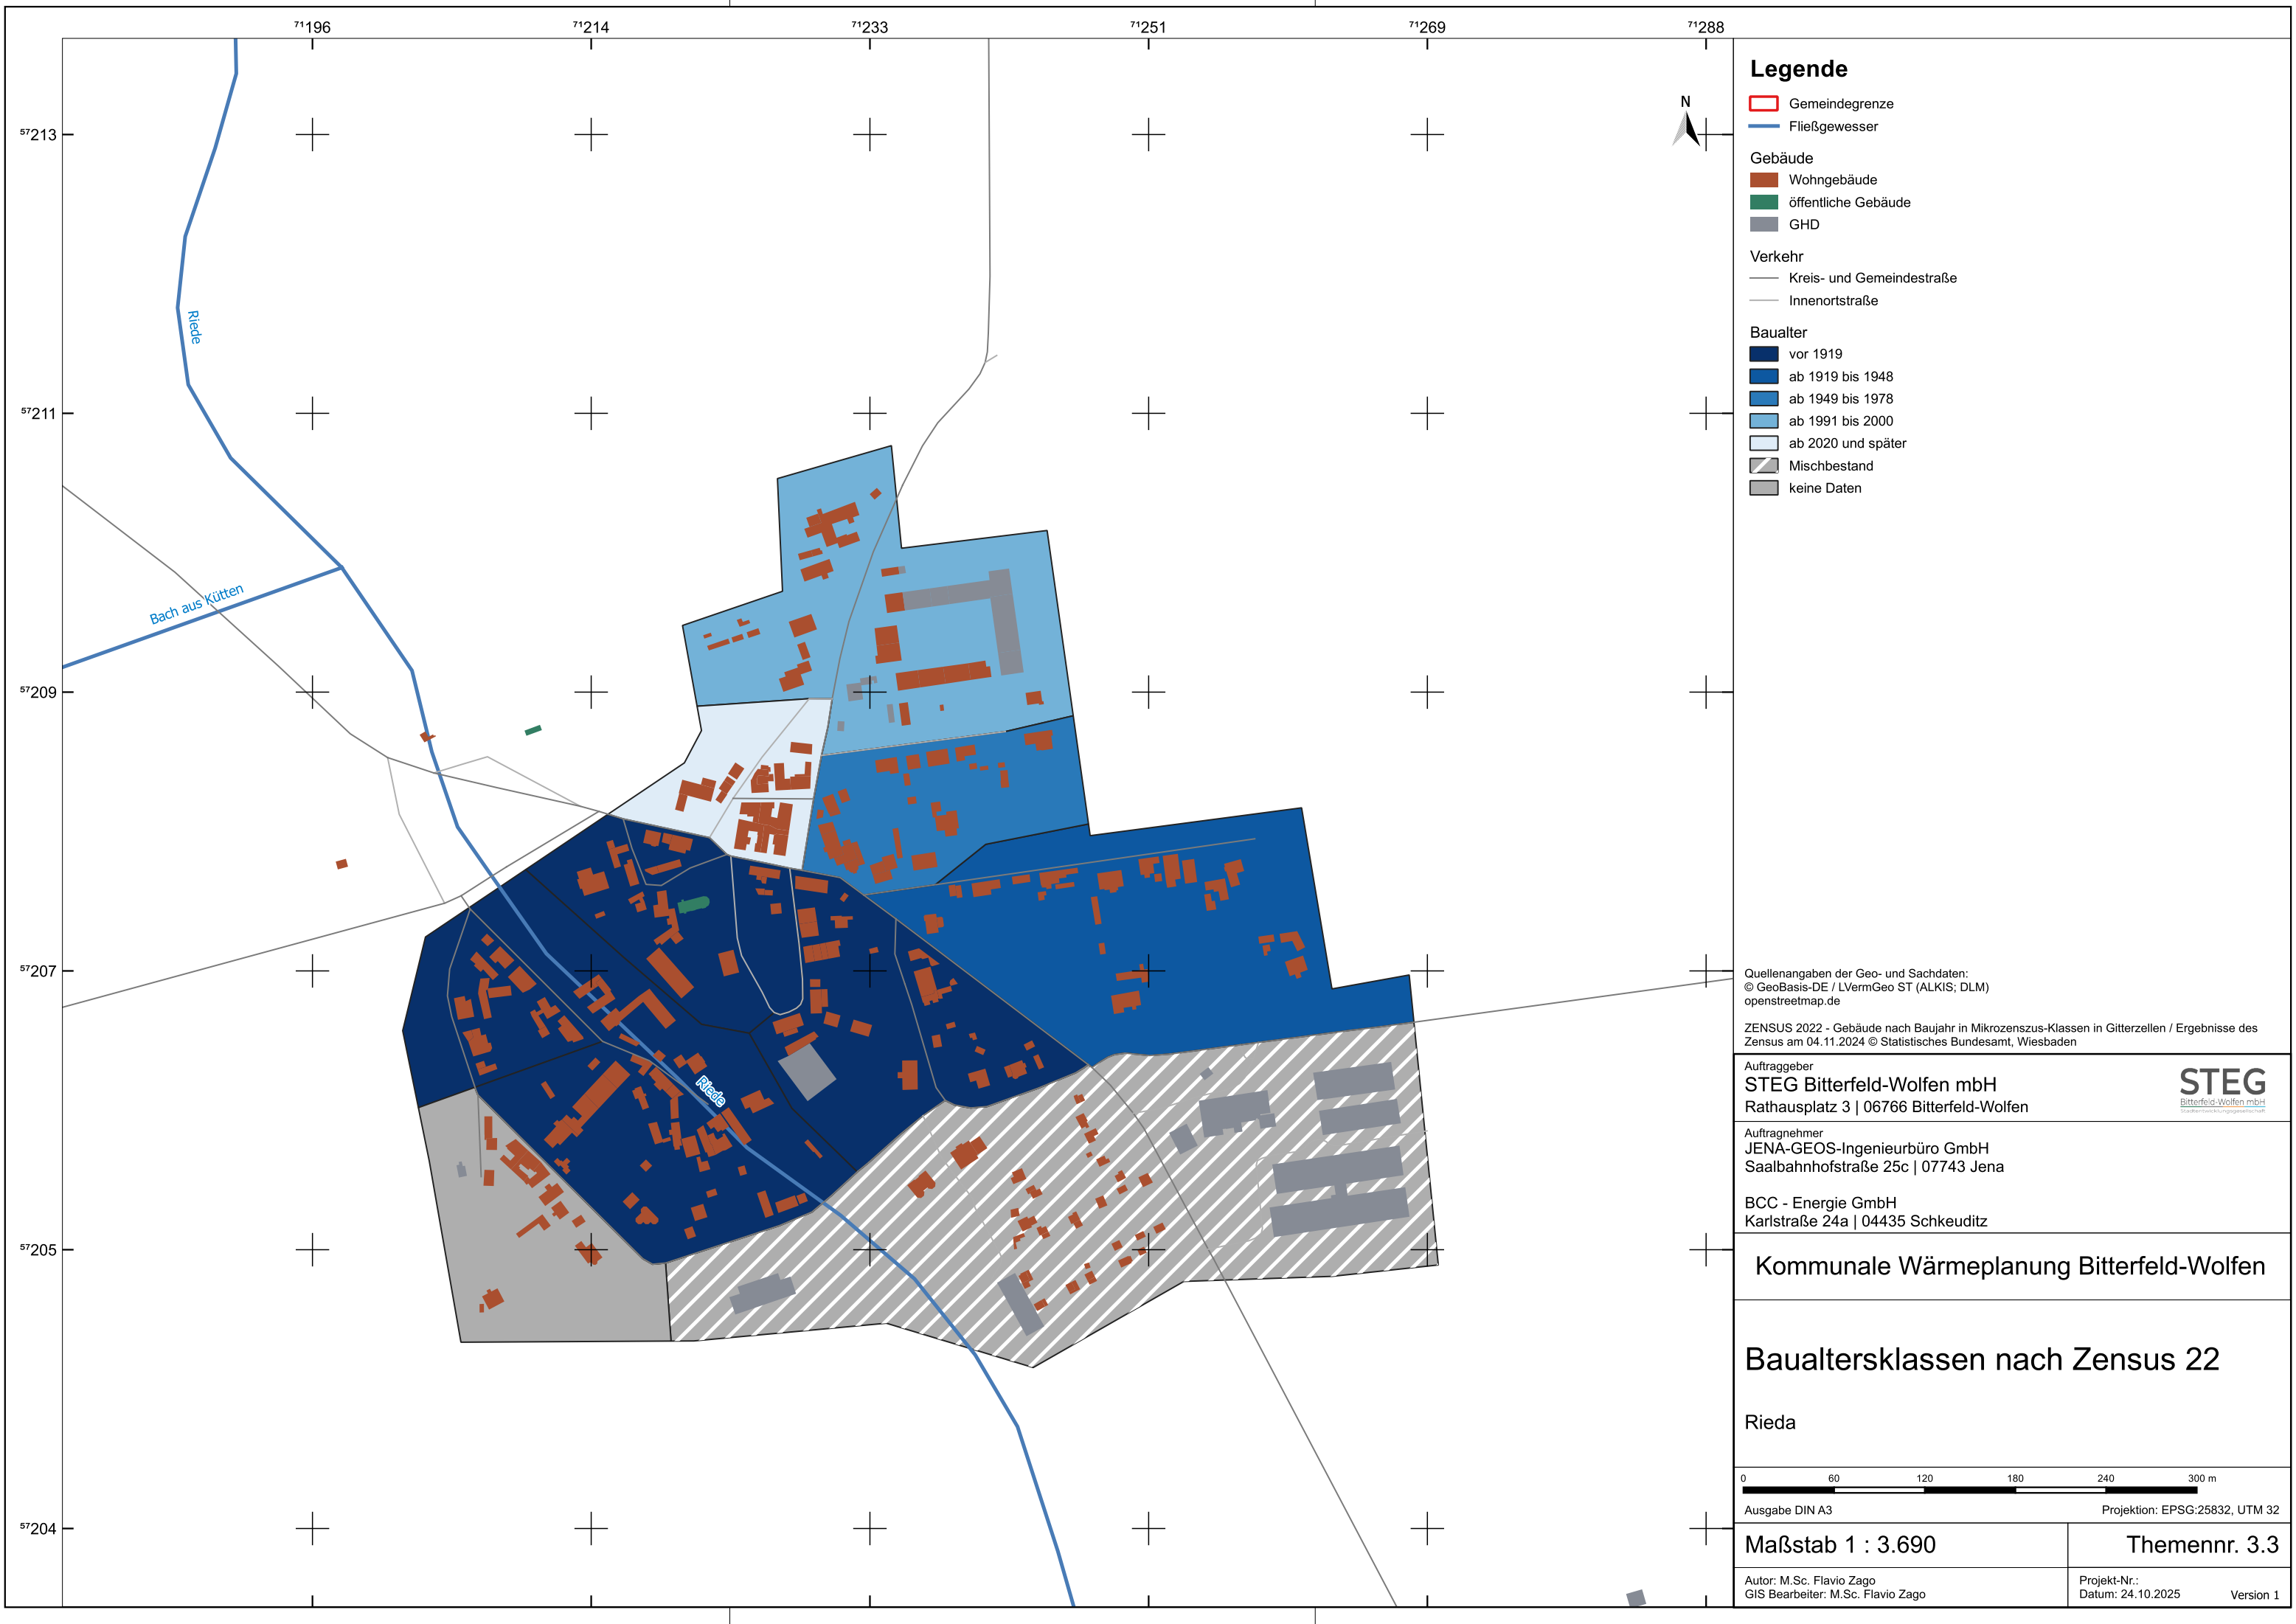 71196 71214 71233 71251 71269 71288
57213
57211
57209
57207
57205
57204
N
Riede
Bach aus Kütten
Riede
Legende
Gemeindegrenze
Fließgewesser
Gebäude
Wohngebäude
öffentliche Gebäude
GHD
Verkehr
Kreis- und Gemeindestraße
Innenortstraße
Baualter
vor 1919
ab 1919 bis 1948
ab 1949 bis 1978
ab 1991 bis 2000
ab 2020 und später
Mischbestand
keine Daten
Quellenangaben der Geo- und Sachdaten:
© GeoBasis-DE / LVermGeo ST (ALKIS; DLM)
openstreetmap.de
ZENSUS 2022 - Gebäude nach Baujahr in Mikrozenszus-Klassen in Gitterzellen / Ergebnisse des
Zensus am 04.11.2024 © Statistisches Bundesamt, Wiesbaden
Auftraggeber
STEG Bitterfeld-Wolfen mbH
Rathausplatz 3 | 06766 Bitterfeld-Wolfen
STEG
Bitterfeld-Wolfen mbH
Stadtentwicklungsgesellschaft
Auftragnehmer
JENA-GEOS-Ingenieurbüro GmbH
Saalbahnhofstraße 25c | 07743 Jena
BCC - Energie GmbH
Karlstraße 24a | 04435 Schkeuditz
Kommunale Wärmeplanung Bitterfeld-Wolfen
Baualtersklassen nach Zensus 22
Rieda
0 60 120 180 240 300 m
Ausgabe DIN A3 Projektion: EPSG:25832, UTM 32
Maßstab 1 : 3.690 Themennr. 3.3
Autor: M.Sc. Flavio Zago
GIS Bearbeiter: M.Sc. Flavio Zago
Projekt-Nr.:
Datum: 24.10.2025 Version 1